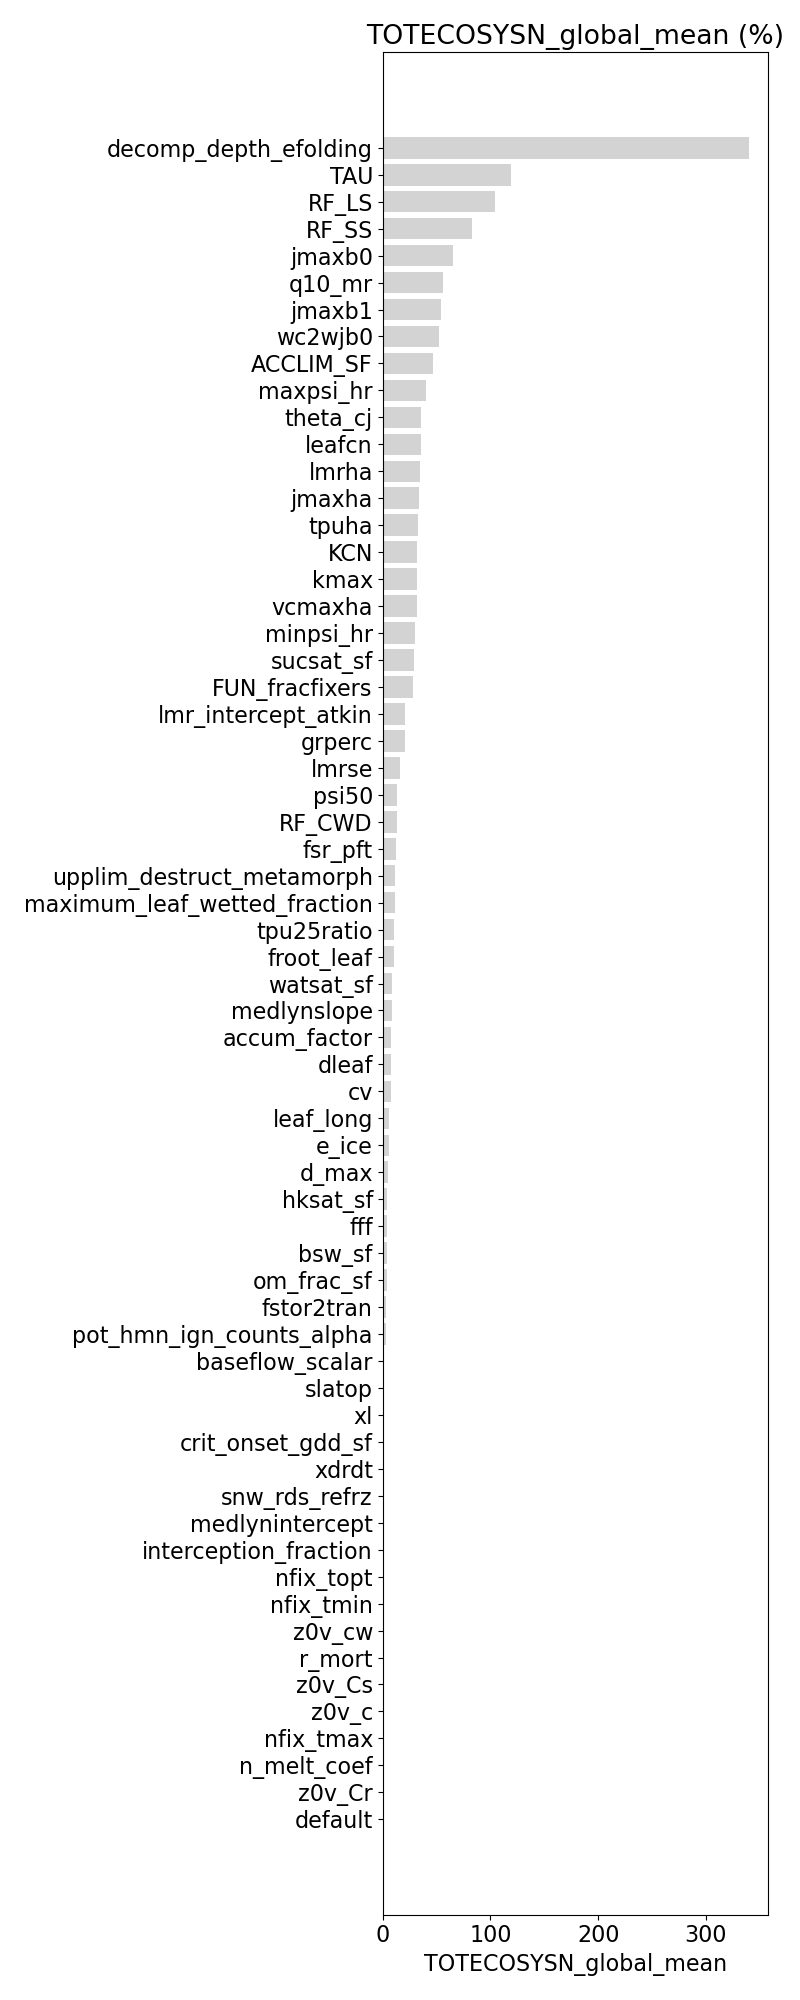 TOTECOSYSN_global_mean (%)
decomp_depth_efolding
TAU
RF_LS
RF_SS
jmaxb0
q10_mr
jmaxb1
wc2wjb0
ACCLIM_SF
maxpsi_hr
theta_cj
leafcn
lmrha
jmaxha
tpuha
KCN
kmax
vcmaxha
minpsi_hr
sucsat_sf
FUN_fracfixers
lmr_intercept_atkin
grperc
lmrse
psi50
RF_CWD
fsr_pft
upplim_destruct_metamorph
maximum_leaf_wetted_fraction
tpu25ratio
froot_leaf
watsat_sf
medlynslope
accum_factor
dleaf
cv
leaf_long
e_ice
d_max
hksat_sf
fff
bsw_sf
om_frac_sf
fstor2tran
pot_hmn_ign_counts_alpha
baseflow_scalar
slatop
xl
crit_onset_gdd_sf
xdrdt
snw_rds_refrz
medlynintercept
interception_fraction
nfix_topt
nfix_tmin
z0v_cw
r_mort
z0v_Cs
z0v_c
nfix_tmax
n_melt_coef
z0v_Cr
default
0 100 200 300
TOTECOSYSN_global_mean